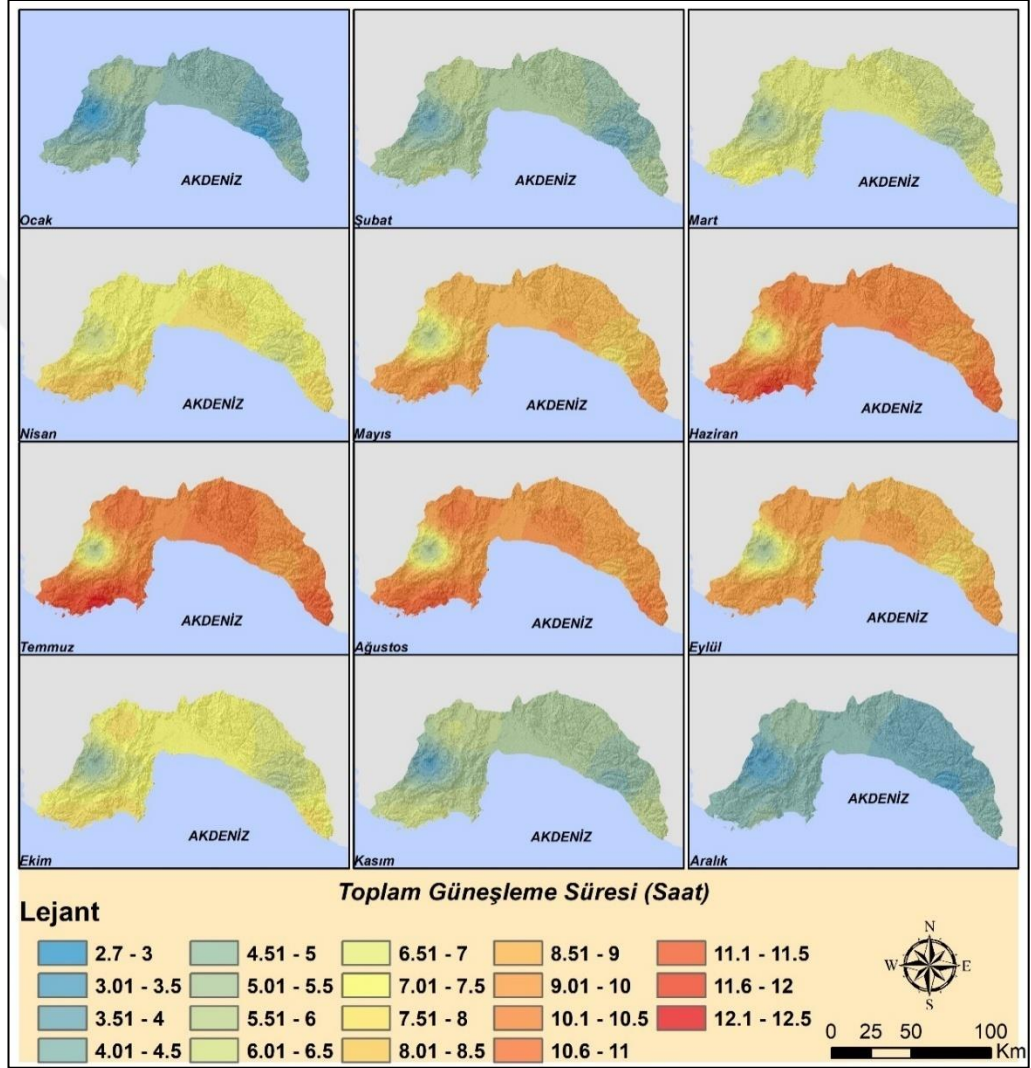 AKDENİZ
Ocak
AKDENİZ
Şubat
AKDENİZ
Mart
AKDENİZ
Nisan
AKDENİZ
Mayıs
AKDENİZ
Haziran
AKDENİZ
Temmuz
AKDENİZ
Ağustos
AKDENİZ
Eylül
AKDENİZ
Ekim
AKDENİZ
Kasım
AKDENİZ
Aralık
Toplam Güneşleme Süresi (Saat)
Lejant
2.7 - 3
3.01 - 3.5
3.51 - 4
4.01 - 4.5
4.51 - 5
5.01 - 5.5
5.51 - 6
6.01 - 6.5
6.51 - 7
7.01 - 7.5
7.51 - 8
8.01 - 8.5
8.51 - 9
9.01 - 10
10.1 - 10.5
10.6 - 11
11.1 - 11.5
11.6 - 12
12.1 - 12.5
N
W E
S
0 25 50 100
Km